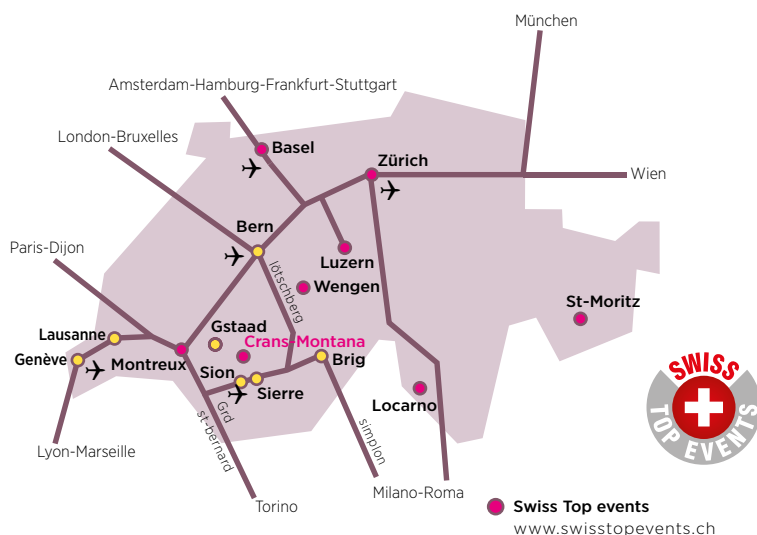 München
Amsterdam-Hamburg-Frankfurt-Stuttgart
London-Bruxelles
Basel
Zürich
Wien
Bern
Paris-Dijon
Luzern
lötschberg
Wengen
St-Moritz
Lausanne
Gstaad
Crans-Montana
Genève
Montreux
Sion
Brig
Sierre
Locarno
Grd
st-bernard
simplon
Lyon-Marseille
Milano-Roma
Torino
SWISS
TOP EVENTS
Swiss Top events
www.swisstopevents.ch